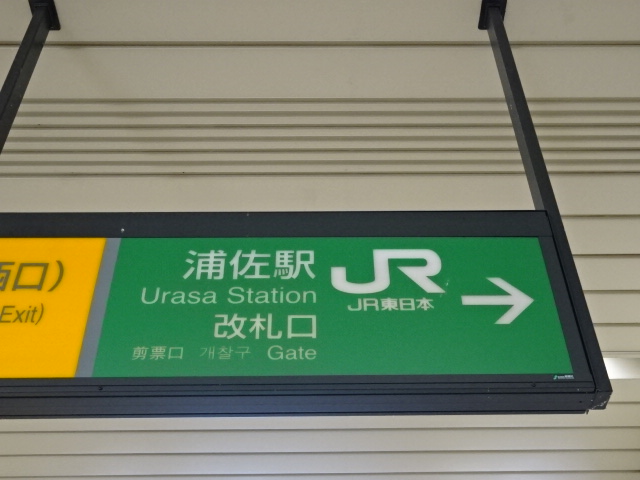 口)
Exit)
浦佐駅
Urasa Station
改札口
剪票口 개찰구 Gate
JR
JR東日本